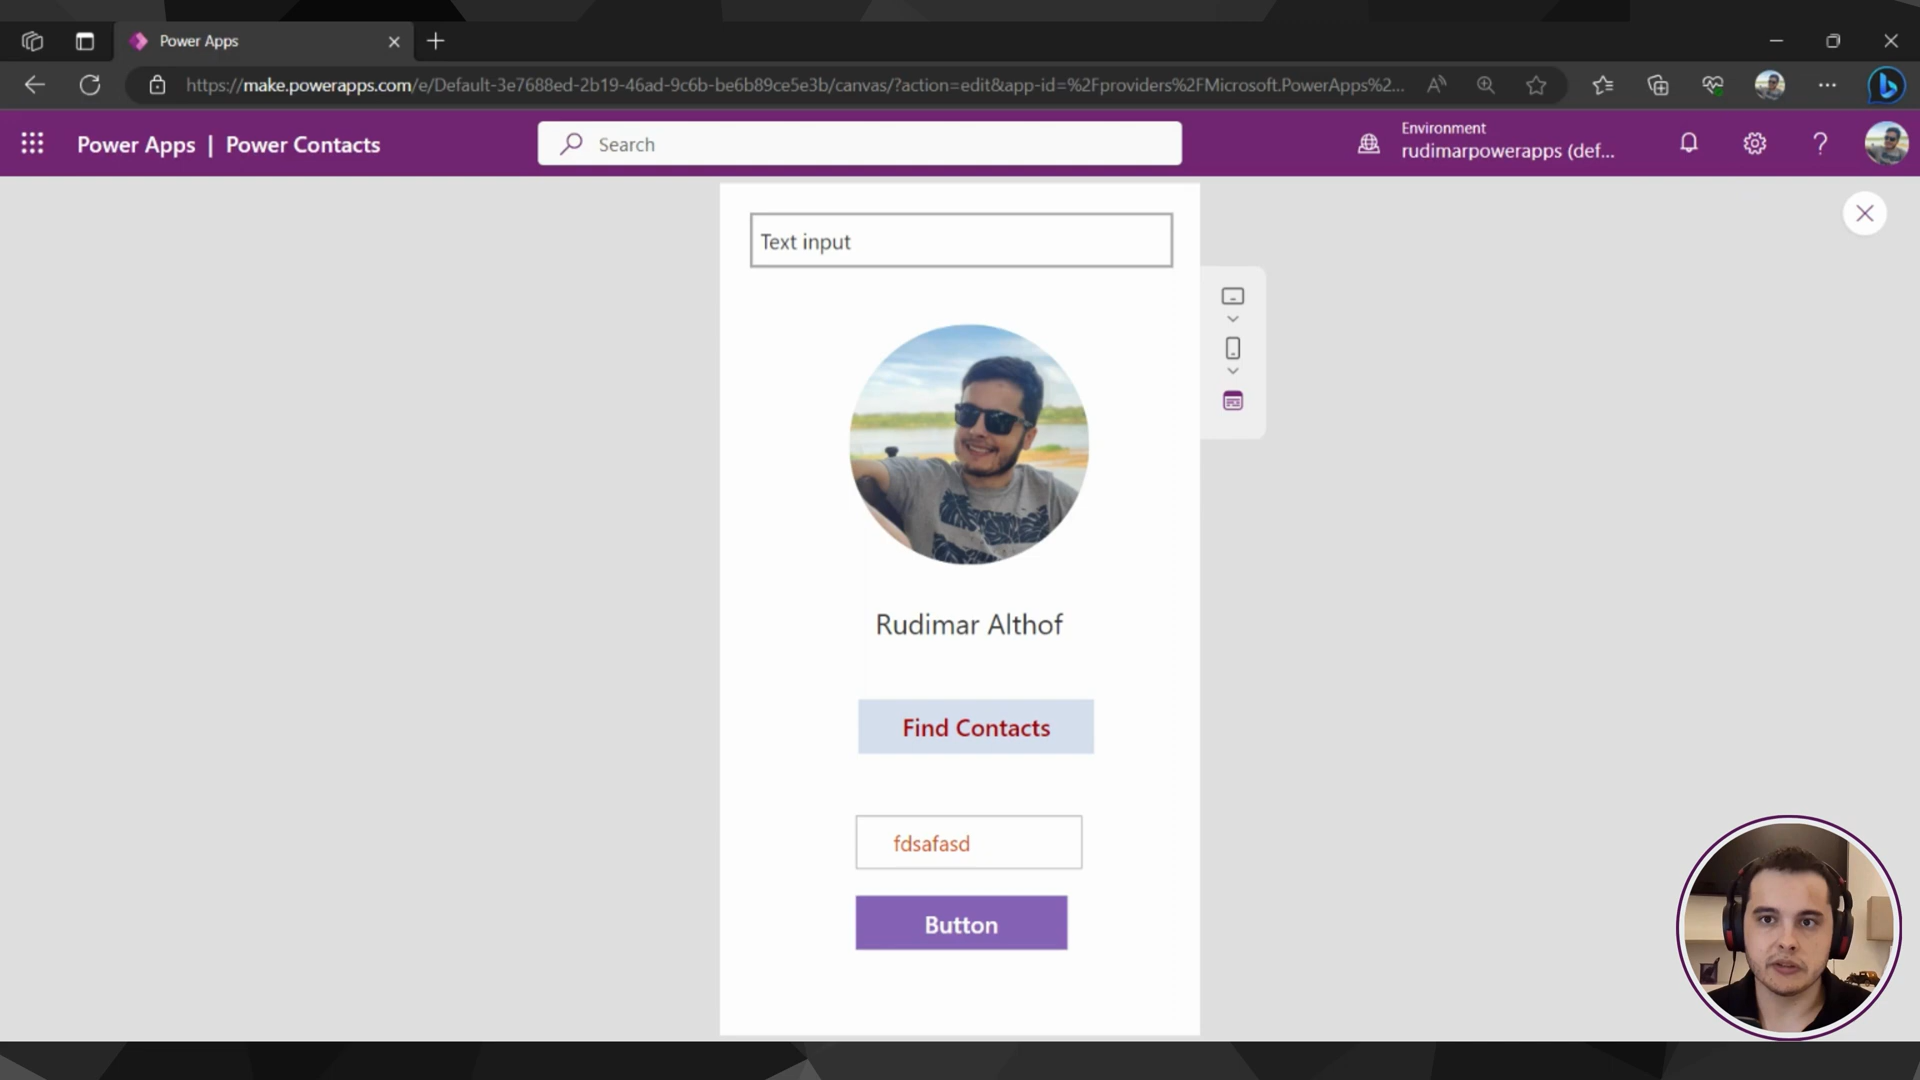 Power Apps
https://make.powerapps.com/e/Default-3e7688ed-2b19-46ad-9c6b-be6b89ce5e3b/canvas/?action=edit&app-id=%2Fproviders%2FMicrosoft.PowerApps%2...
Power Apps | Power Contacts
Search
Environment
rudimarpowerapps (def...
Text input
Rudimar Althof
Find Contacts
fdsafasd
Button